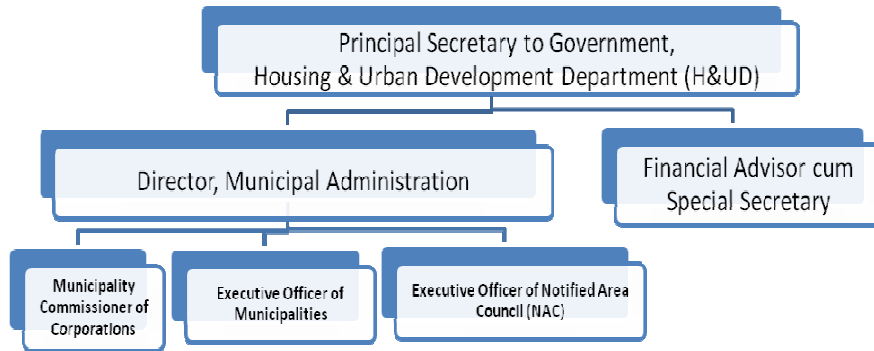 Principal Secretary to Government,
Housing & Urban Development Department (H&UD)
Director, Municipal Administration
Financial Advisor cum
Special Secretary
Municipality
Commissioner of
Corporations
Executive Officer of
Municipalities
Executive Officer of Notified Area
Council (NAC)